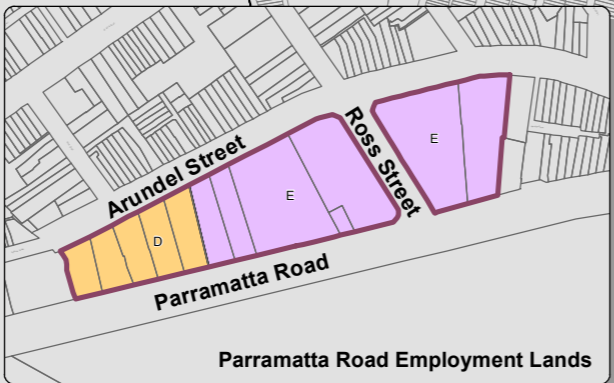 E
Ross Street
Arundel Street
E
D
Parramatta Road
Parramatta Road Employment Lands